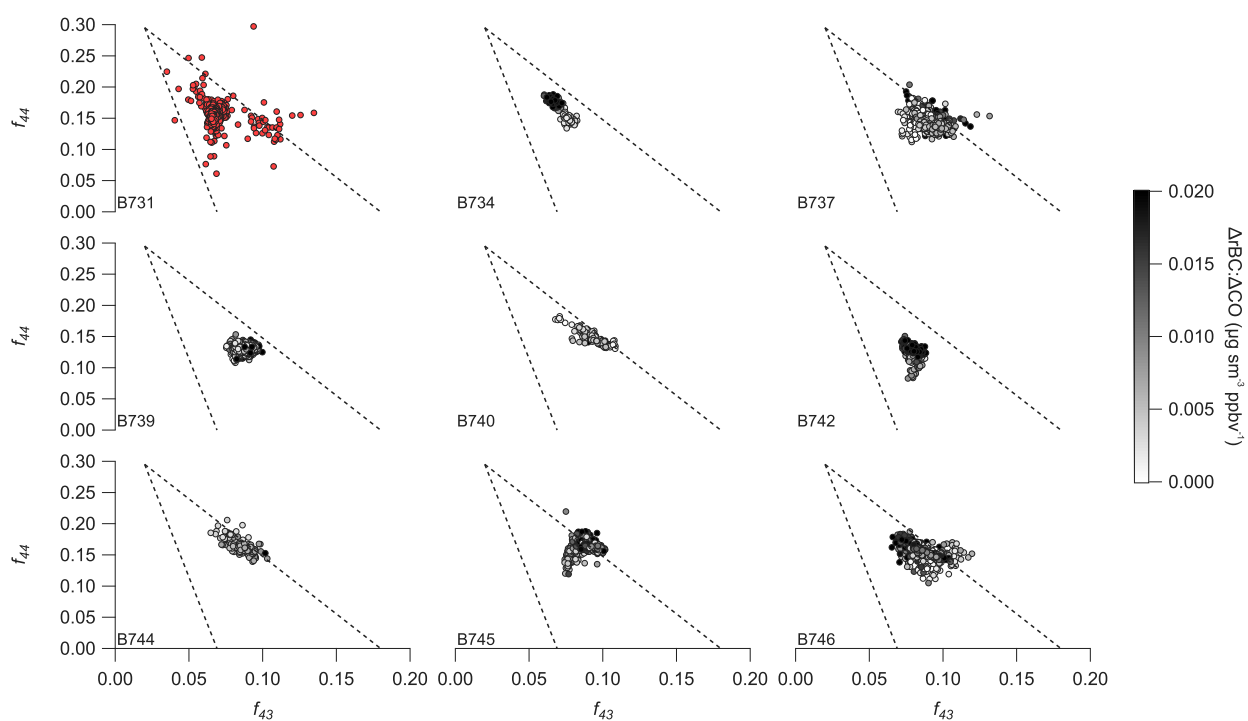 0.30
0.25
0.20
0.15
0.10
0.05
0.00
f44
B731
B734
B737
0.30
0.25
0.20
0.15
0.10
0.05
0.00
f44
B739
B740
B742
0.30
0.25
0.20
0.15
0.10
0.05
0.00
f44
B744
B745
B746
0.00 0.05 0.10 0.15 0.20
0.00 0.05 0.10 0.15 0.20
0.00 0.05 0.10 0.15 0.20
f43
f43
f43
0.020
0.015
0.010
0.005
0.000
ΔrBC:ΔCO (µg sm-3 ppbv-1)